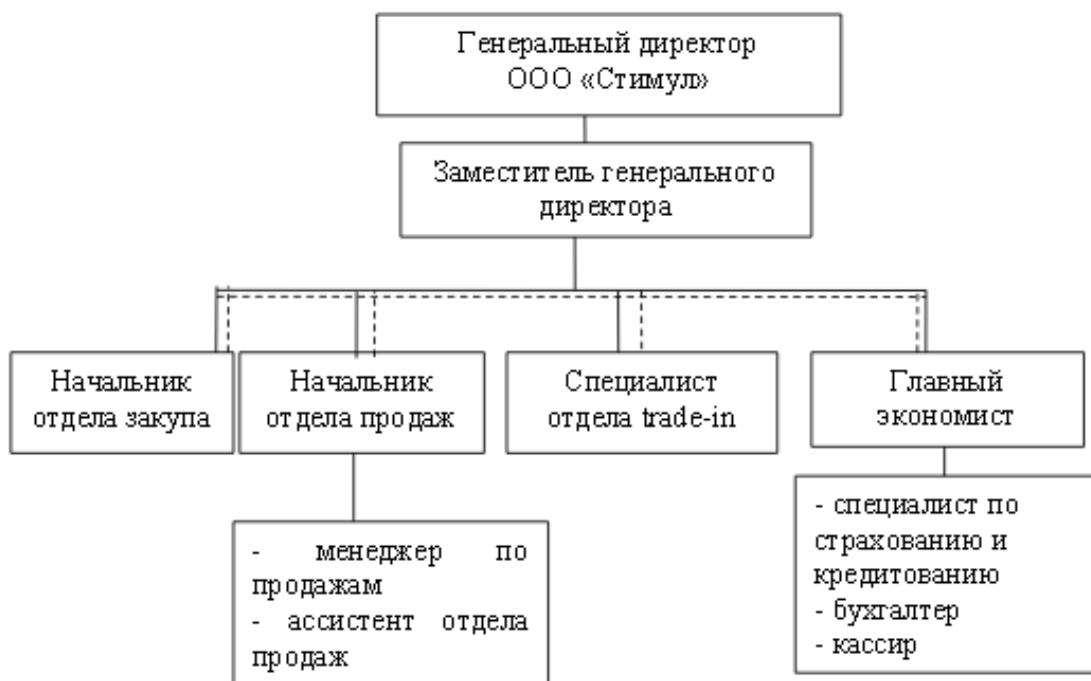 Генеральный директор
ООО «Стимул»
Заместитель генерального
директора
Начальник
отдела закупа
Начальник
отдела продаж
Специалист
отдела trade-in
Главный
экономист
- менеджер по
продажам
- ассистент отдела
продаж
- специалист по
страхованию и
кредитованию
- бухгалтер
- кассир